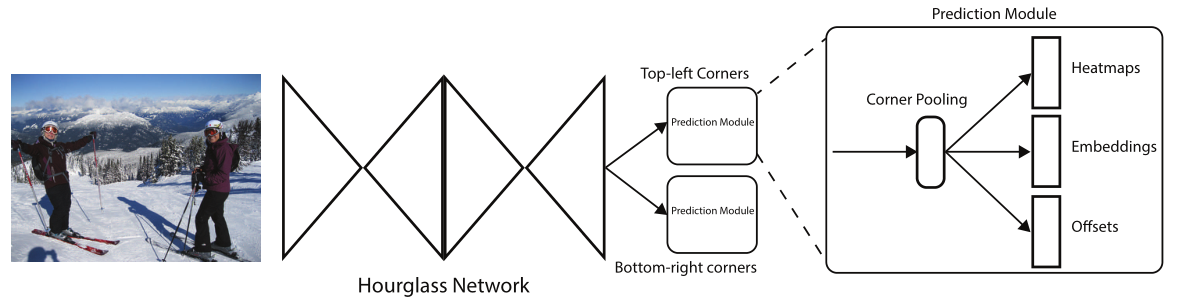 Prediction Module
Top-left Corners
Prediction Module
Prediction Module
Bottom-right corners
Hourglass Network
Corner Pooling
Heatmaps
Embeddings
Offsets